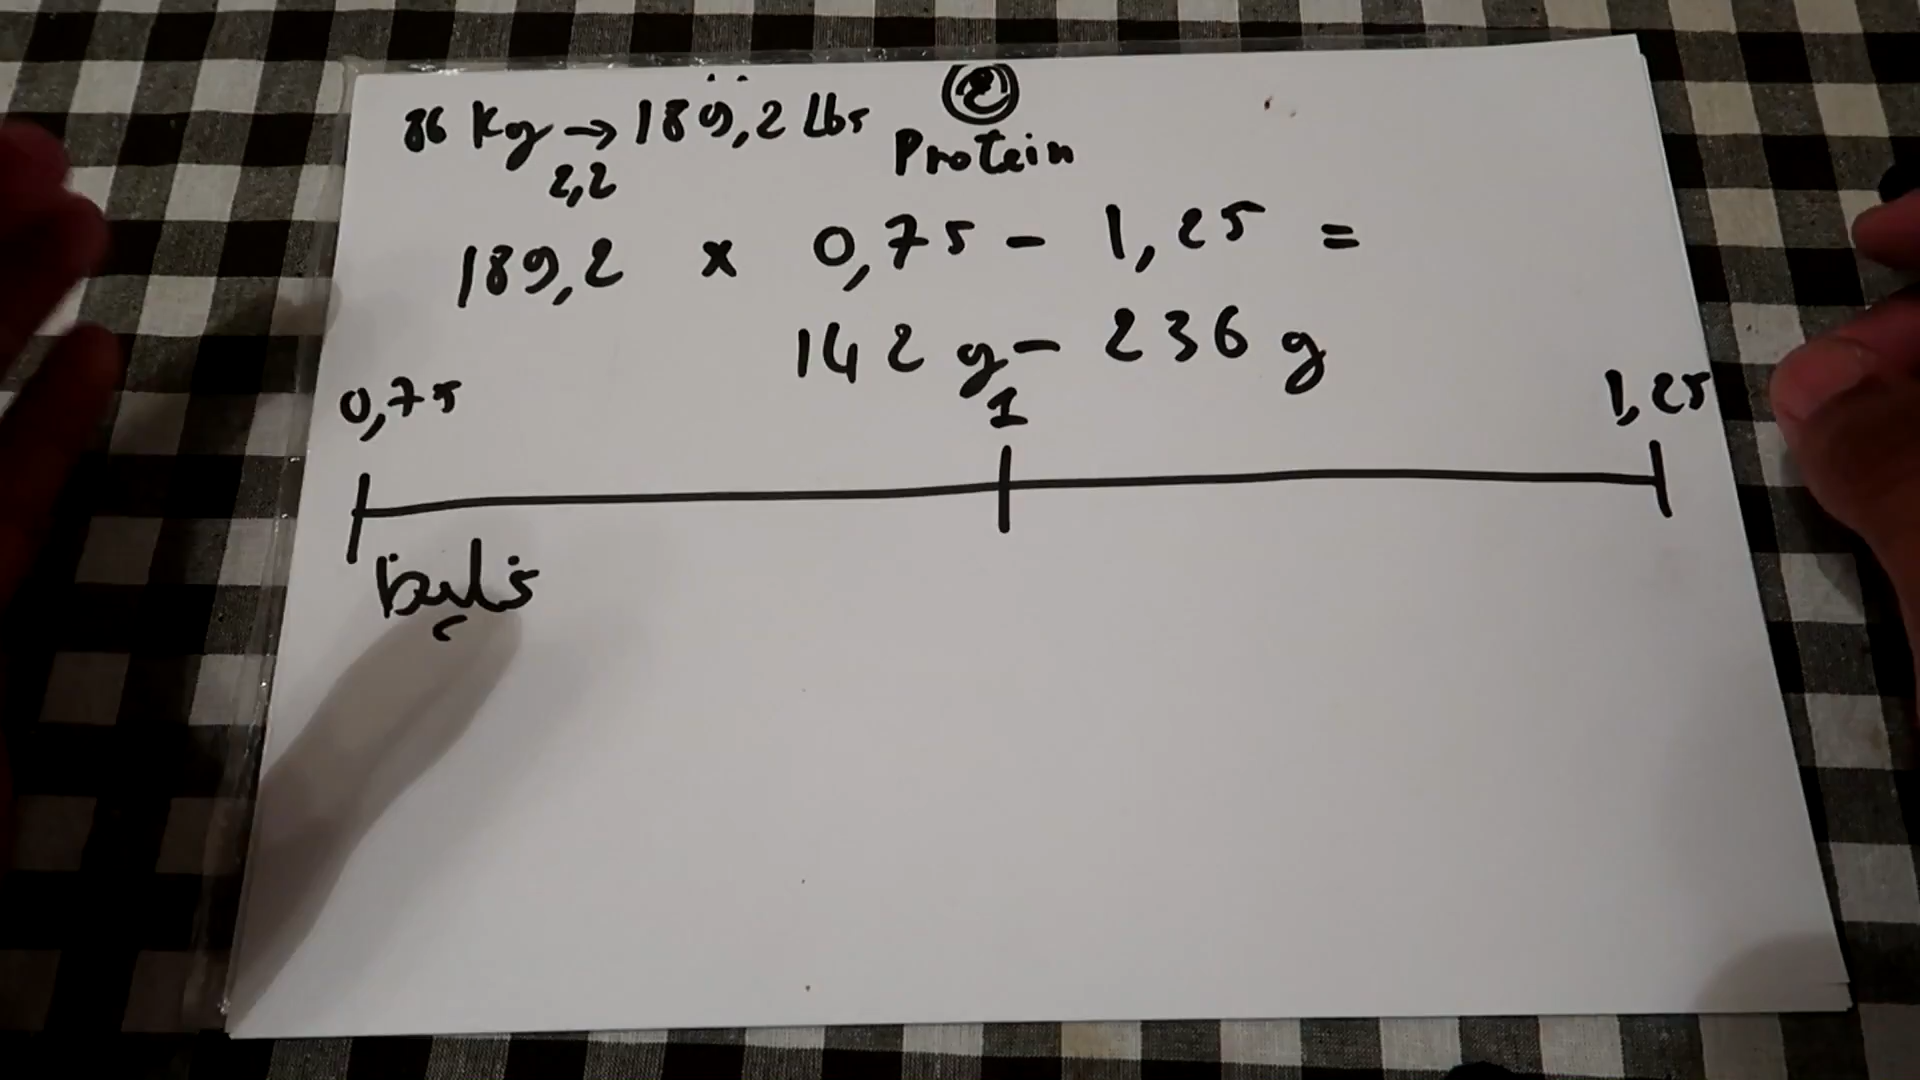 2
86 Kg → 189,2 Lbs
2,2
Protein
189,2 x 0,75 - 1,25 =
142 g - 236 g
0,75 1 1,25